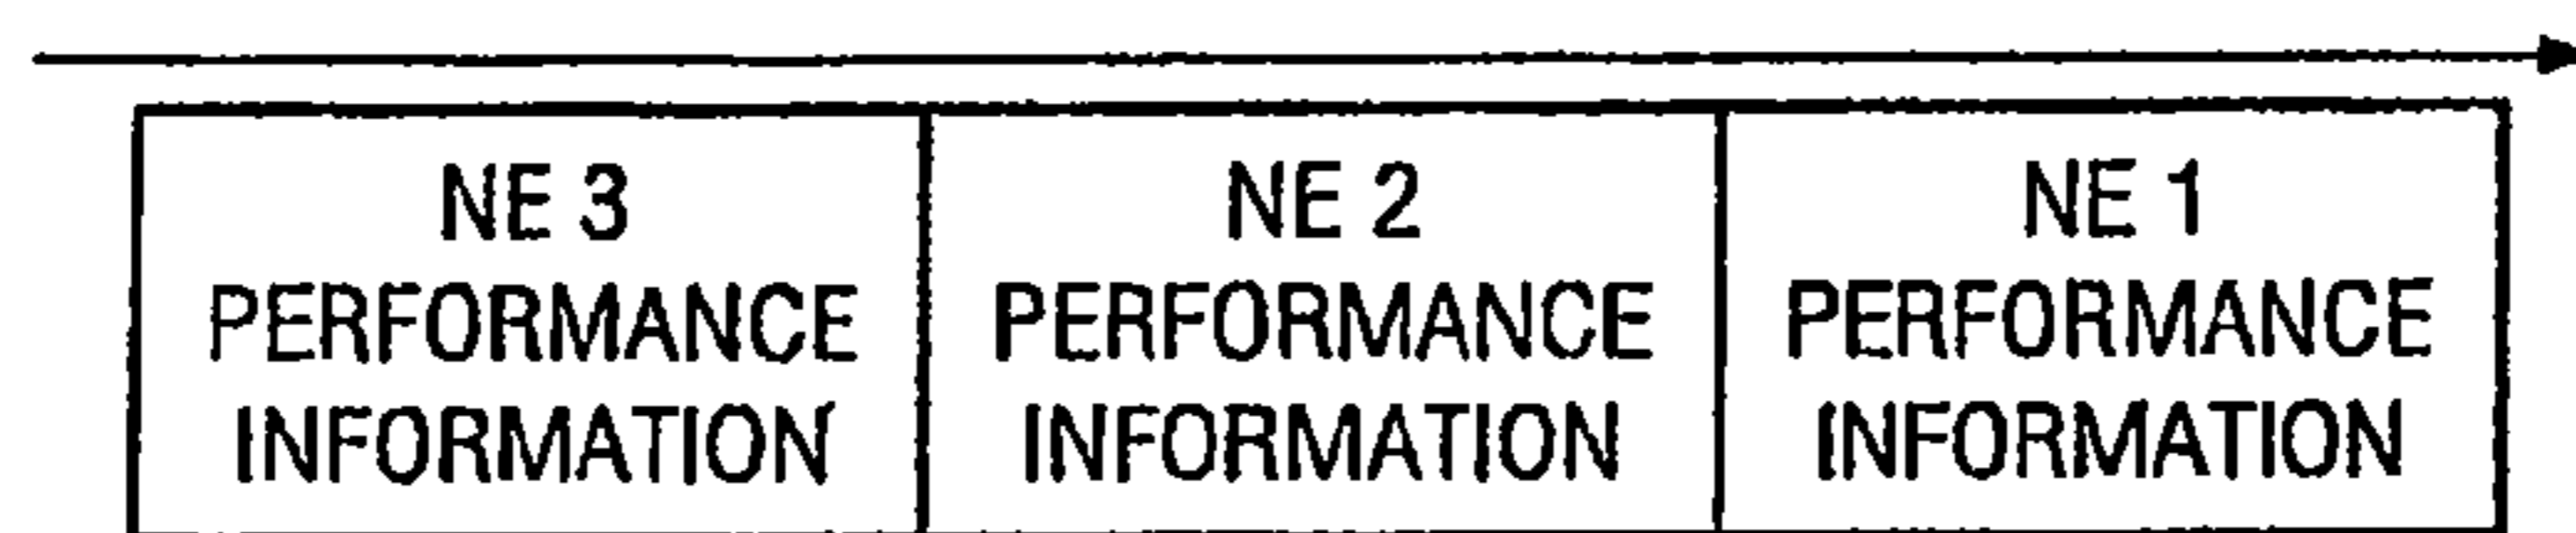 NE 3
PERFORMANCE
INFORMATION
NE 2
PERFORMANCE
INFORMATION
NE 1
PERFORMANCE
INFORMATION